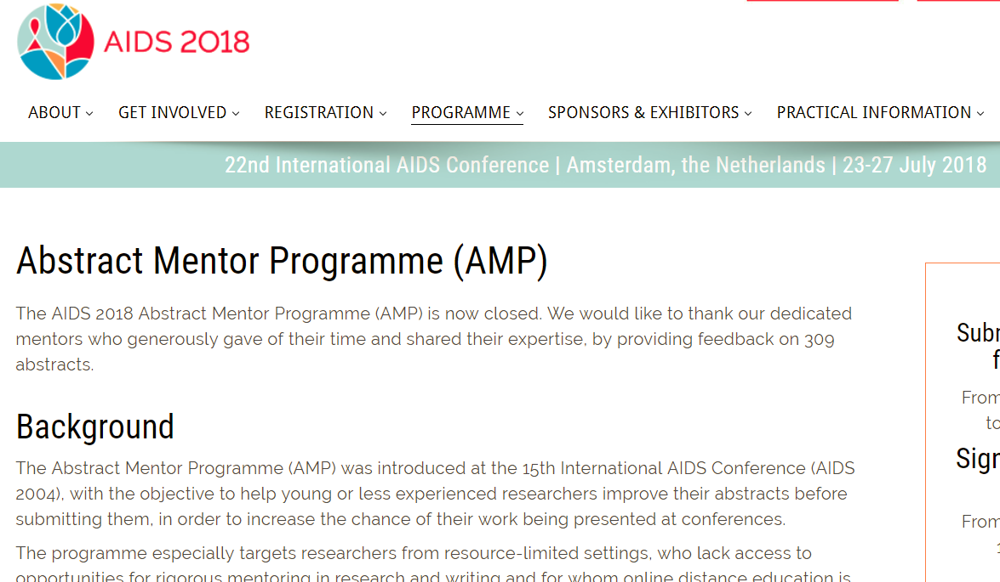 AIDS 2018
ABOUT
GET INVOLVED
REGISTRATION
PROGRAMME
SPONSORS & EXHIBITORS
PRACTICAL INFORMATION
22nd International AIDS Conference | Amsterdam, the Netherlands | 23-27 July 2018
Abstract Mentor Programme (AMP)
The AIDS 2018 Abstract Mentor Programme (AMP) is now closed. We would like to thank our dedicated
mentors who generously gave of their time and shared their expertise, by providing feedback on 309
abstracts.
Background
The Abstract Mentor Programme (AMP) was introduced at the 15th International AIDS Conference (AIDS
2004), with the objective to help young or less experienced researchers improve their abstracts before
submitting them, in order to increase the chance of their work being presented at conferences.
The programme especially targets researchers from resource-limited settings, who lack access to
opportunities for rigorous mentoring in research and writing and for whom online distance education is
From
to
From